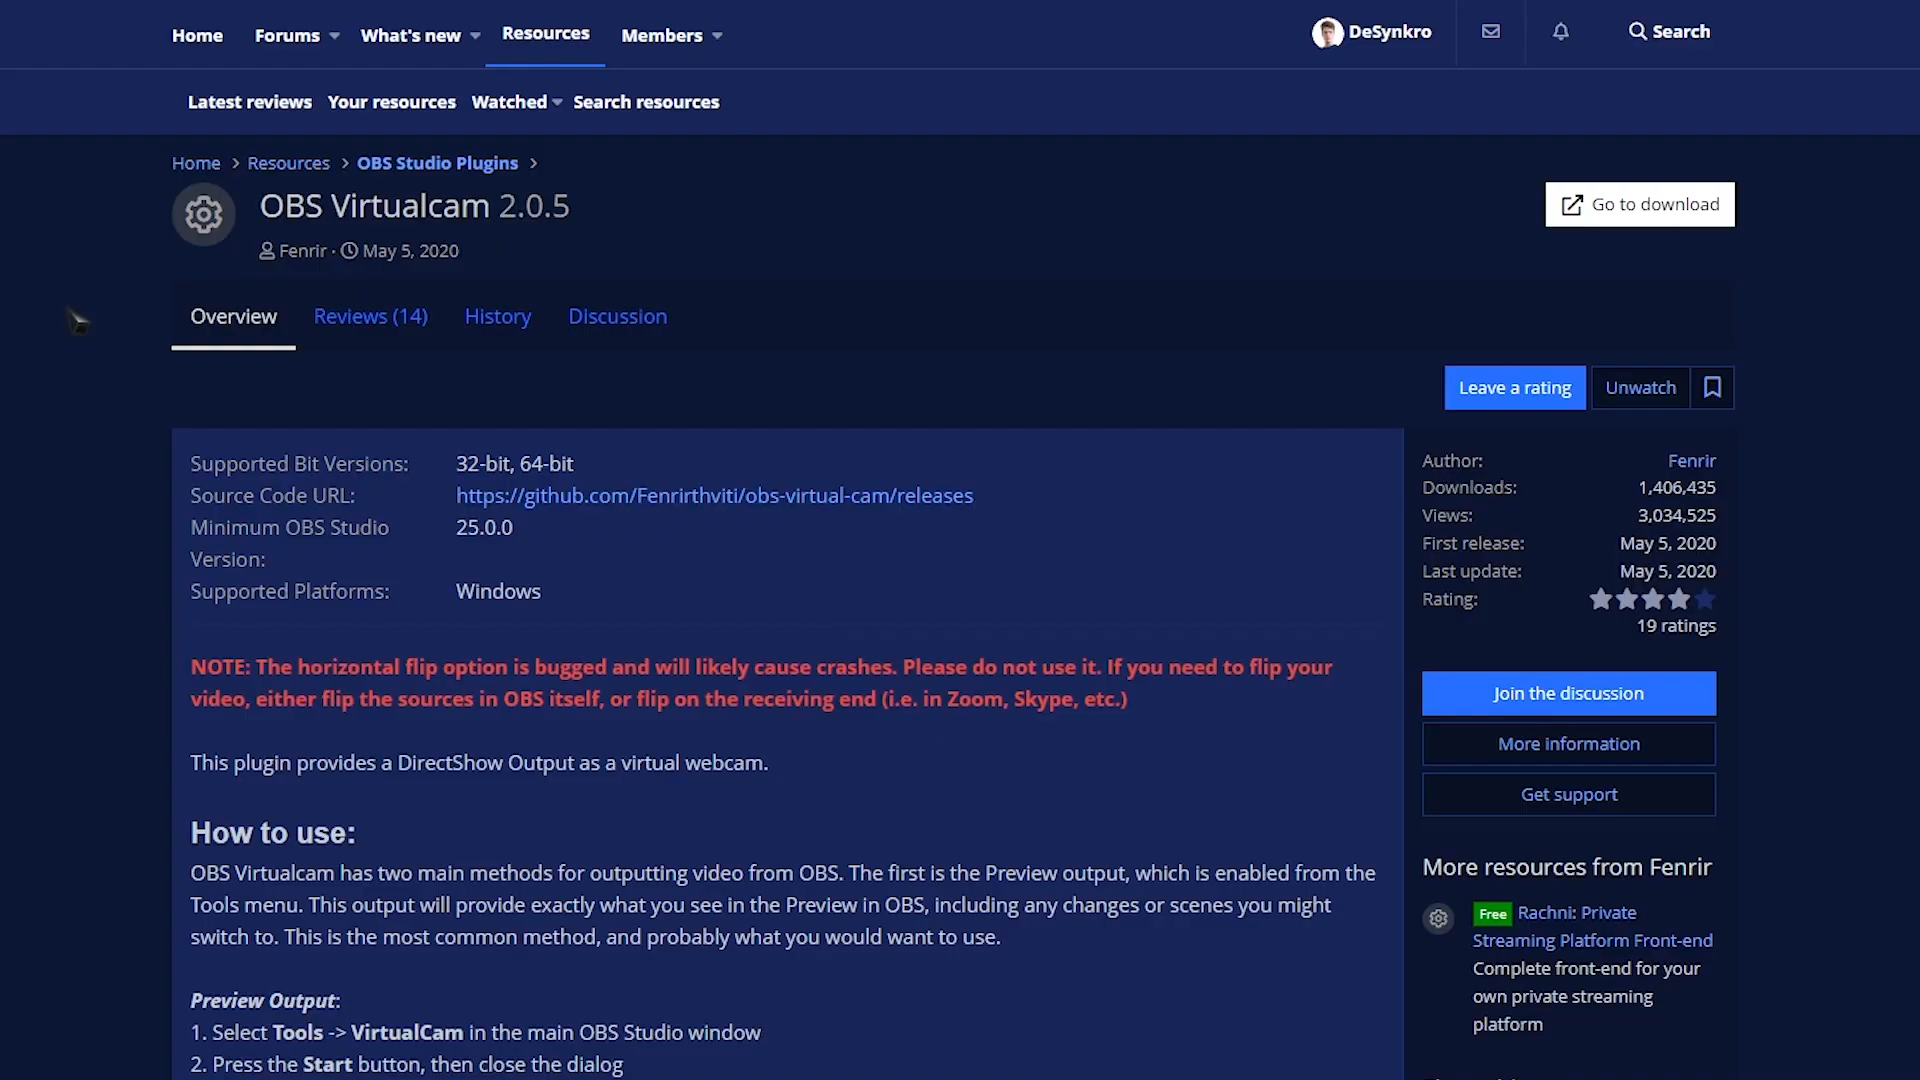 Home Forums What's new Resources Members DeSynkro Search
Latest reviews Your resources Watched Search resources
Home > Resources > OBS Studio Plugins >
OBS Virtualcam 2.0.5
Go to download
Fenrir · May 5, 2020
Overview Reviews (14) History Discussion
Leave a rating Unwatch
Supported Bit Versions: 32-bit, 64-bit
Source Code URL: https://github.com/Fenrirthviti/obs-virtual-cam/releases
Minimum OBS Studio 25.0.0
Version:
Supported Platforms: Windows
NOTE: The horizontal flip option is bugged and will likely cause crashes. Please do not use it. If you need to flip your
video, either flip the sources in OBS itself, or flip on the receiving end (i.e. in Zoom, Skype, etc.)
This plugin provides a DirectShow Output as a virtual webcam.
How to use:
OBS Virtualcam has two main methods for outputting video from OBS. The first is the Preview output, which is enabled from the
Tools menu. This output will provide exactly what you see in the Preview in OBS, including any changes or scenes you might
switch to. This is the most common method, and probably what you would want to use.
Preview Output:
1. Select Tools -> VirtualCam in the main OBS Studio window
2. Press the Start button, then close the dialog
Author: Fenrir
Downloads: 1,406,435
Views: 3,034,525
First release: May 5, 2020
Last update: May 5, 2020
Rating:
19 ratings
Join the discussion
More information
Get support
More resources from Fenrir
Free Rachni: Private
Streaming Platform Front-end
Complete front-end for your
own private streaming
platform